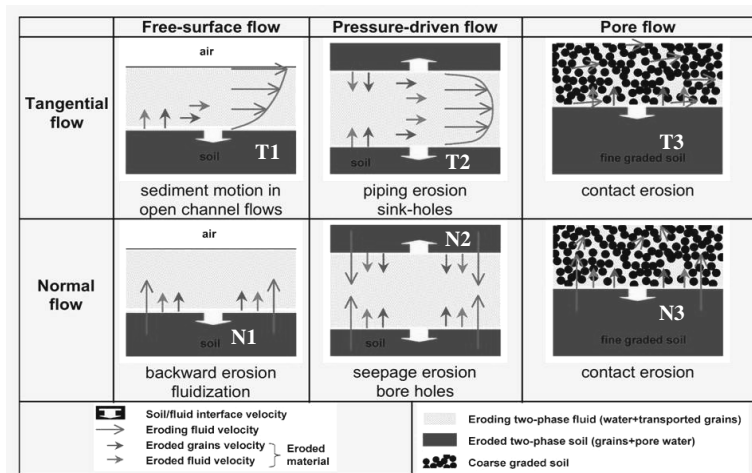 Free-surface flow
Pressure-driven flow
Pore flow
Tangential
flow
air
soil
T1
sediment motion in
open channel flows
soil
T2
piping erosion
sink-holes
T3
fine graded soil
contact erosion
Normal
flow
air
N1
soil
backward erosion
fluidization
N2
soil
seepage erosion
bore holes
N3
fine graded soil
contact erosion
Soil/fluid interface velocity
Eroding fluid velocity
Eroded grains velocity
Eroded fluid velocity
Eroded
material
Eroding two-phase fluid (water+transported grains)
Eroded two-phase soil (grains+pore water)
Coarse graded soil